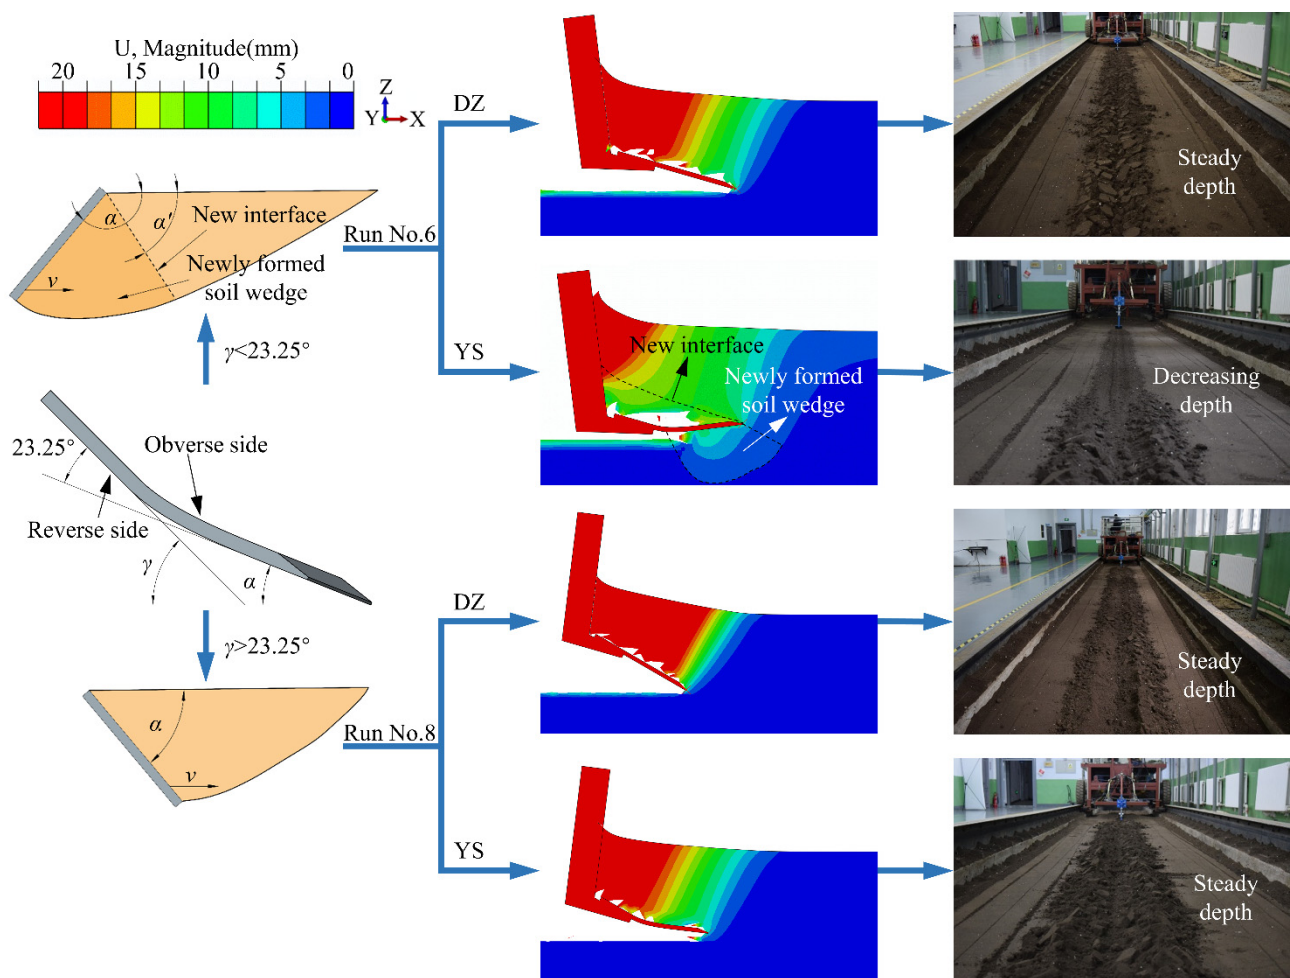 U, Magnitude(mm)
20 15 10 5 0
Z
Y X
α
α'
New interface
Newly formed
soil wedge
v
γ<23.25°
23.25°
Obverse side
Reverse side
γ
α
γ>23.25°
α
v
Run No.6
DZ
Steady
depth
YS
New interface
Newly formed
soil wedge
Decreasing
depth
Run No.8
DZ
Steady
depth
YS
Steady
depth